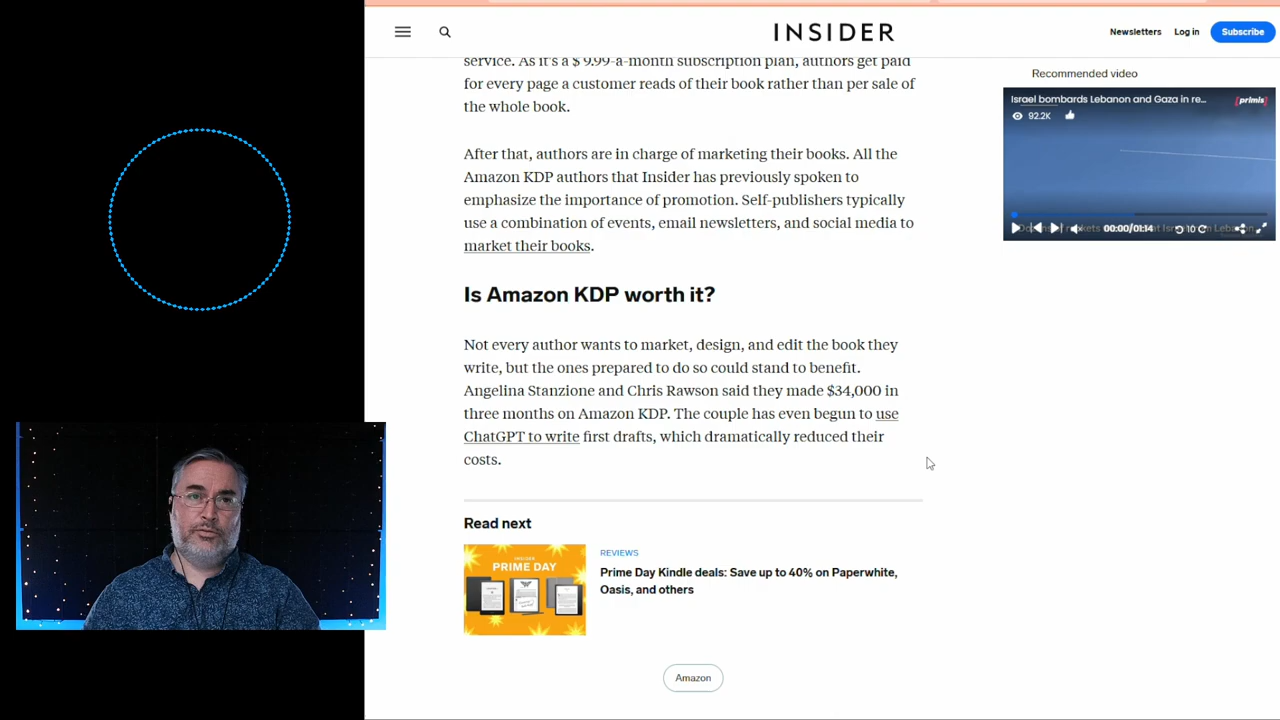 INSIDER
Newsletters
Log in
Subscribe
service. As it's a $ 9.99-a-month subscription plan, authors get paid
for every page a customer reads of their book rather than per sale of
the whole book.
After that, authors are in charge of marketing their books. All the
Amazon KDP authors that Insider has previously spoken to
emphasize the importance of promotion. Self-publishers typically
use a combination of events, email newsletters, and social media to
market their books.
Is Amazon KDP worth it?
Not every author wants to market, design, and edit the book they
write, but the ones prepared to do so could stand to benefit.
Angelina Stanzione and Chris Rawson said they made $34,000 in
three months on Amazon KDP. The couple has even begun to use
ChatGPT to write first drafts, which dramatically reduced their
costs.
Read next
INSIDER
PRIME DAY
REVIEWS
Prime Day Kindle deals: Save up to 40% on Paperwhite,
Oasis, and others
Amazon
Recommended video
Israel bombards Lebanon and Gaza in re...
primis
92.2K
00:00/01:14
10